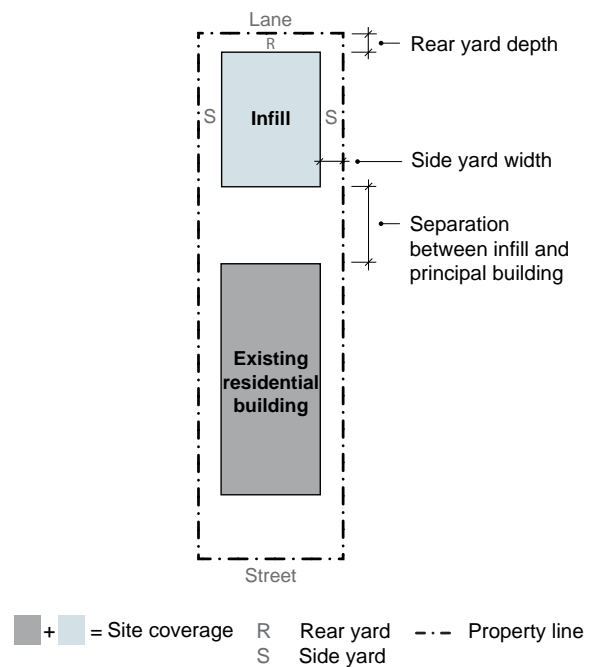 Lane
R
Rear yard depth
S
Infill
S
Side yard width
Separation
between infill and
principal building
Existing
residential
building
Street
+ = Site coverage
R Rear yard
Property line
S Side yard